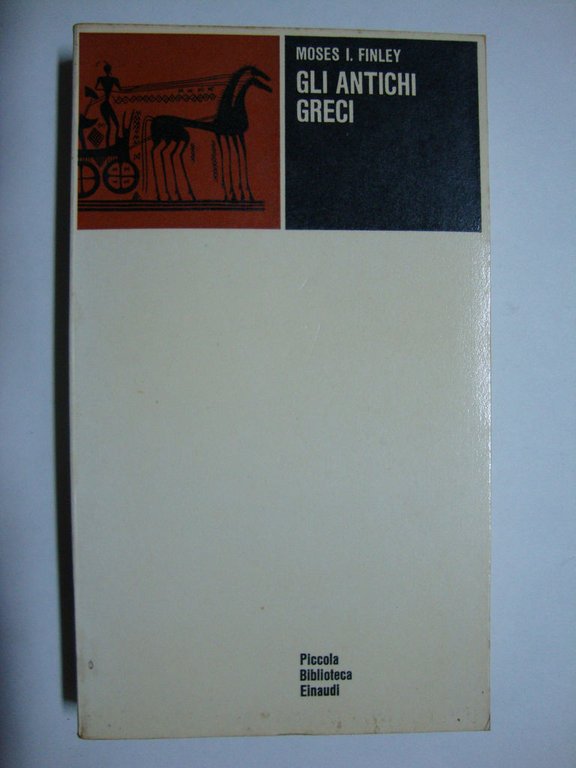 MOSES I. FINLEY
GLI ANTICHI
GRECI
Piccola
Biblioteca
Einaudi